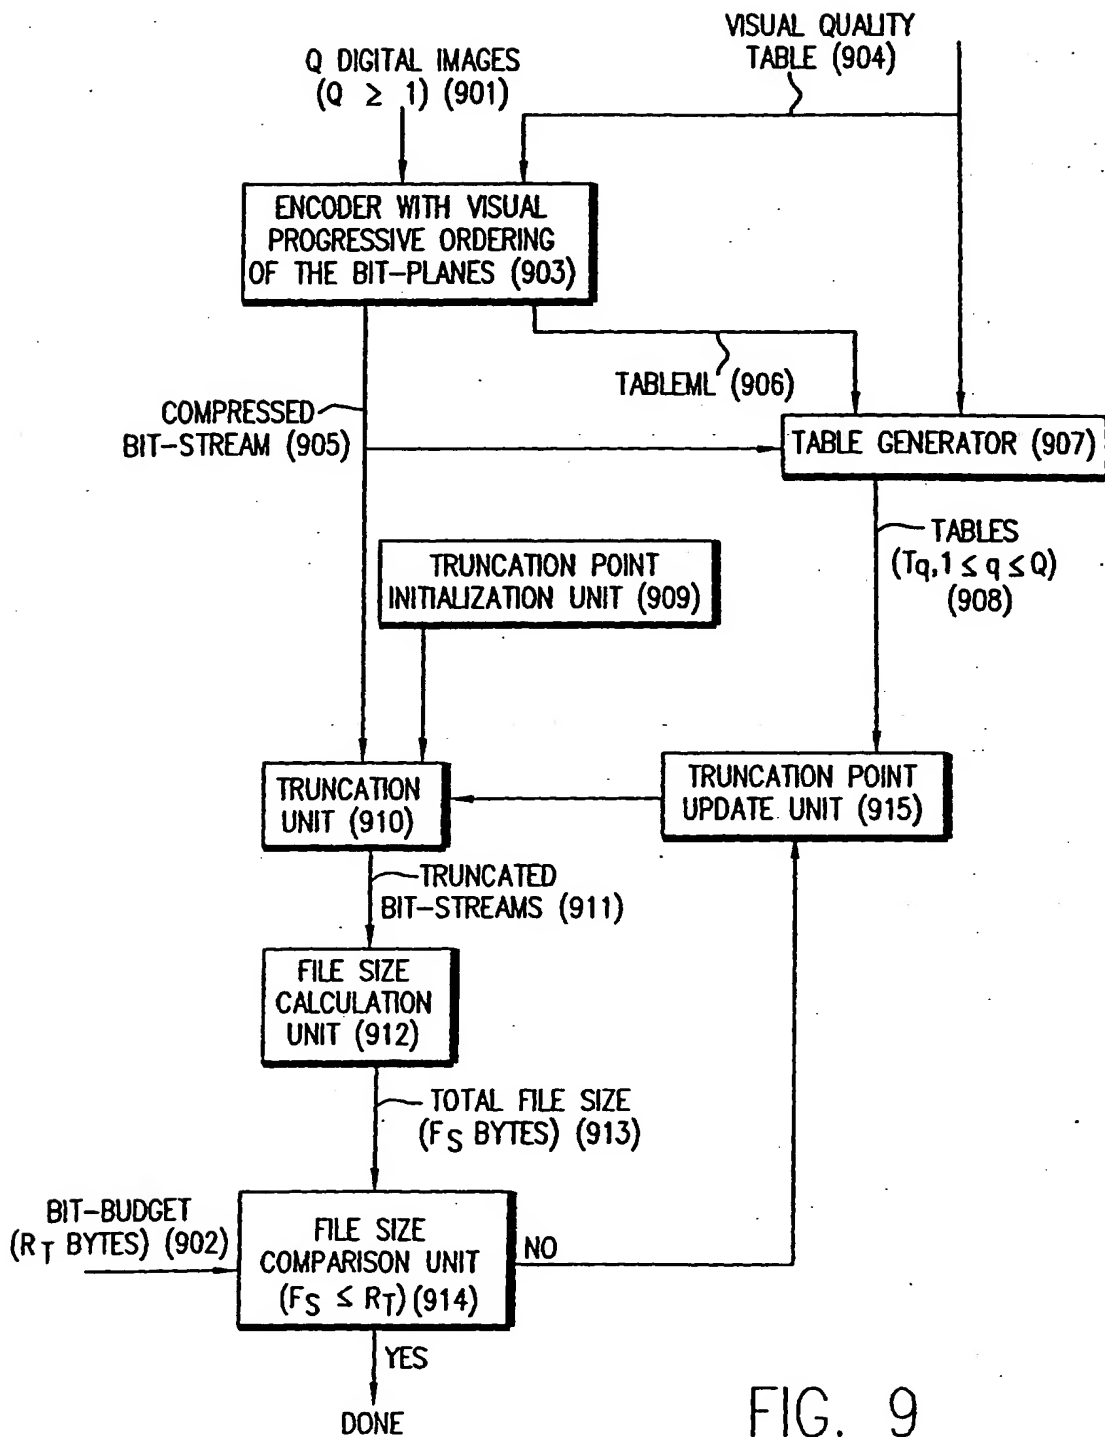 VISUAL QUALITY
TABLE (904)
Q DIGITAL IMAGES
(Q ≥ 1) (901)
ENCODER WITH VISUAL
PROGRESSIVE ORDERING
OF THE BIT-PLANES (903)
TABLEML (906)
COMPRESSED
BIT-STREAM (905)
TABLE GENERATOR (907)
TABLES
(Tq, 1 ≤ q ≤ Q)
(908)
TRUNCATION POINT
INITIALIZATION UNIT (909)
TRUNCATION
UNIT (910)
TRUNCATION POINT
UPDATE UNIT (915)
TRUNCATED
BIT-STREAMS (911)
FILE SIZE
CALCULATION
UNIT (912)
TOTAL FILE SIZE
(FS BYTES) (913)
BIT-BUDGET
(RT BYTES) (902)
FILE SIZE
COMPARISON UNIT
(FS ≤ RT) (914)
NO
YES
DONE
FIG. 9